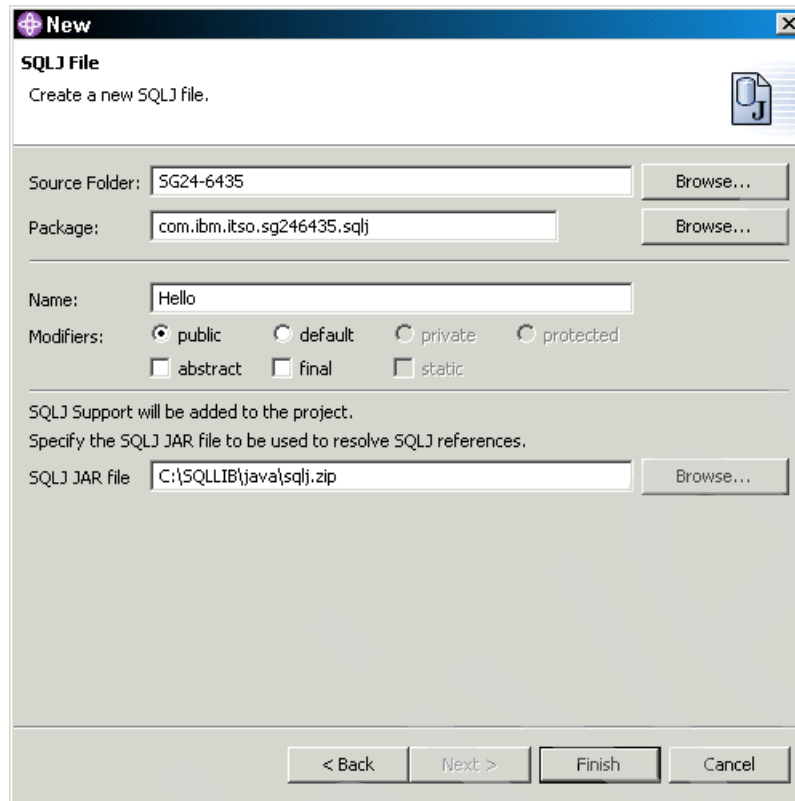 New
SQLJ File
Create a new SQLJ file.
J
Source Folder: SG24-6435 Browse...
Package: com.ibm.itso.sg246435.sqlj Browse...
Name: Hello
Modifiers: public default private protected
abstract final static
SQLJ Support will be added to the project.
Specify the SQLJ JAR file to be used to resolve SQLJ references.
SQLJ JAR file C:\SQLLIB\java\sqlj.zip Browse...
< Back Next > Finish Cancel